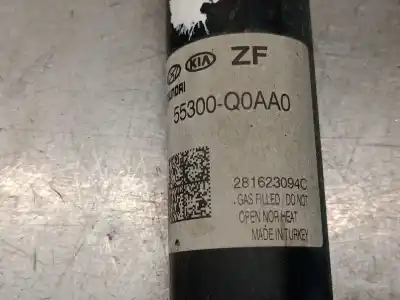 KIA ZF
55300-Q0AA0
281623094C
GAS FILLED / DO NOT
OPEN NOR HEAT
MADE IN TURKEY